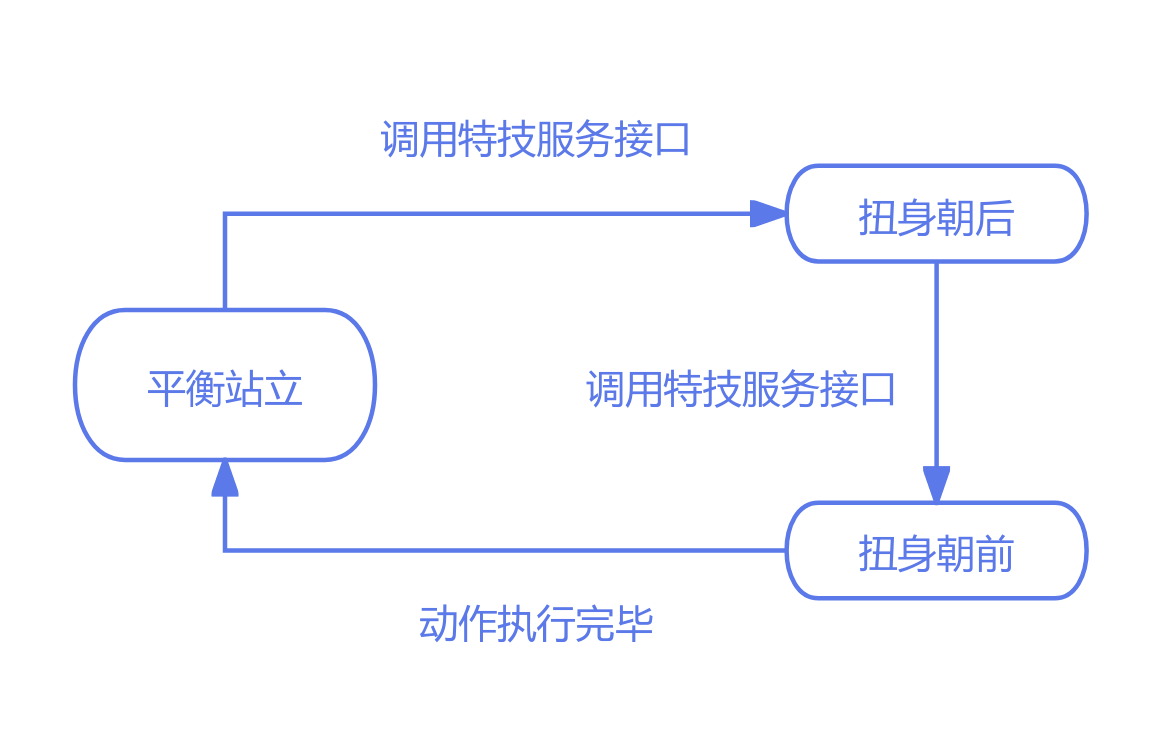 调用特技服务接口
扭身朝后
平衡站立
调用特技服务接口
扭身朝前
动作执行完毕